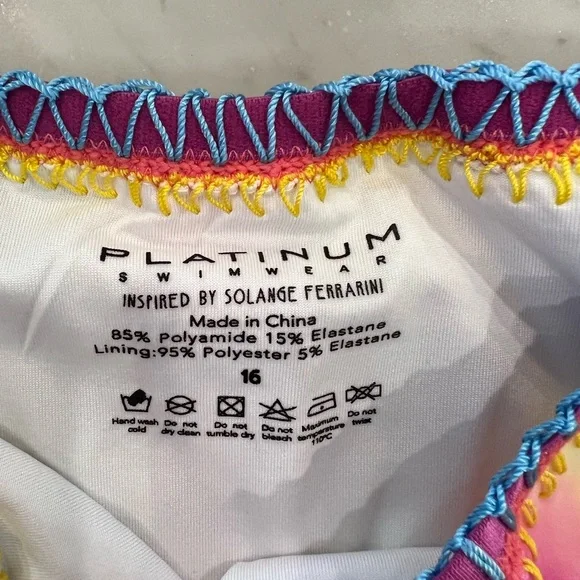 PLATINUM
SWIMWEAR
INSPIRED BY SOLANGE FERRARINI
Made in China
85% Polyamide 15% Elastane
Lining:95% Polyester 5% Elastane
16
Hand wash cold
Do not dry clean
Do not tumble dry
Do not bleach
Maximum temperature 110°C
Do not twist